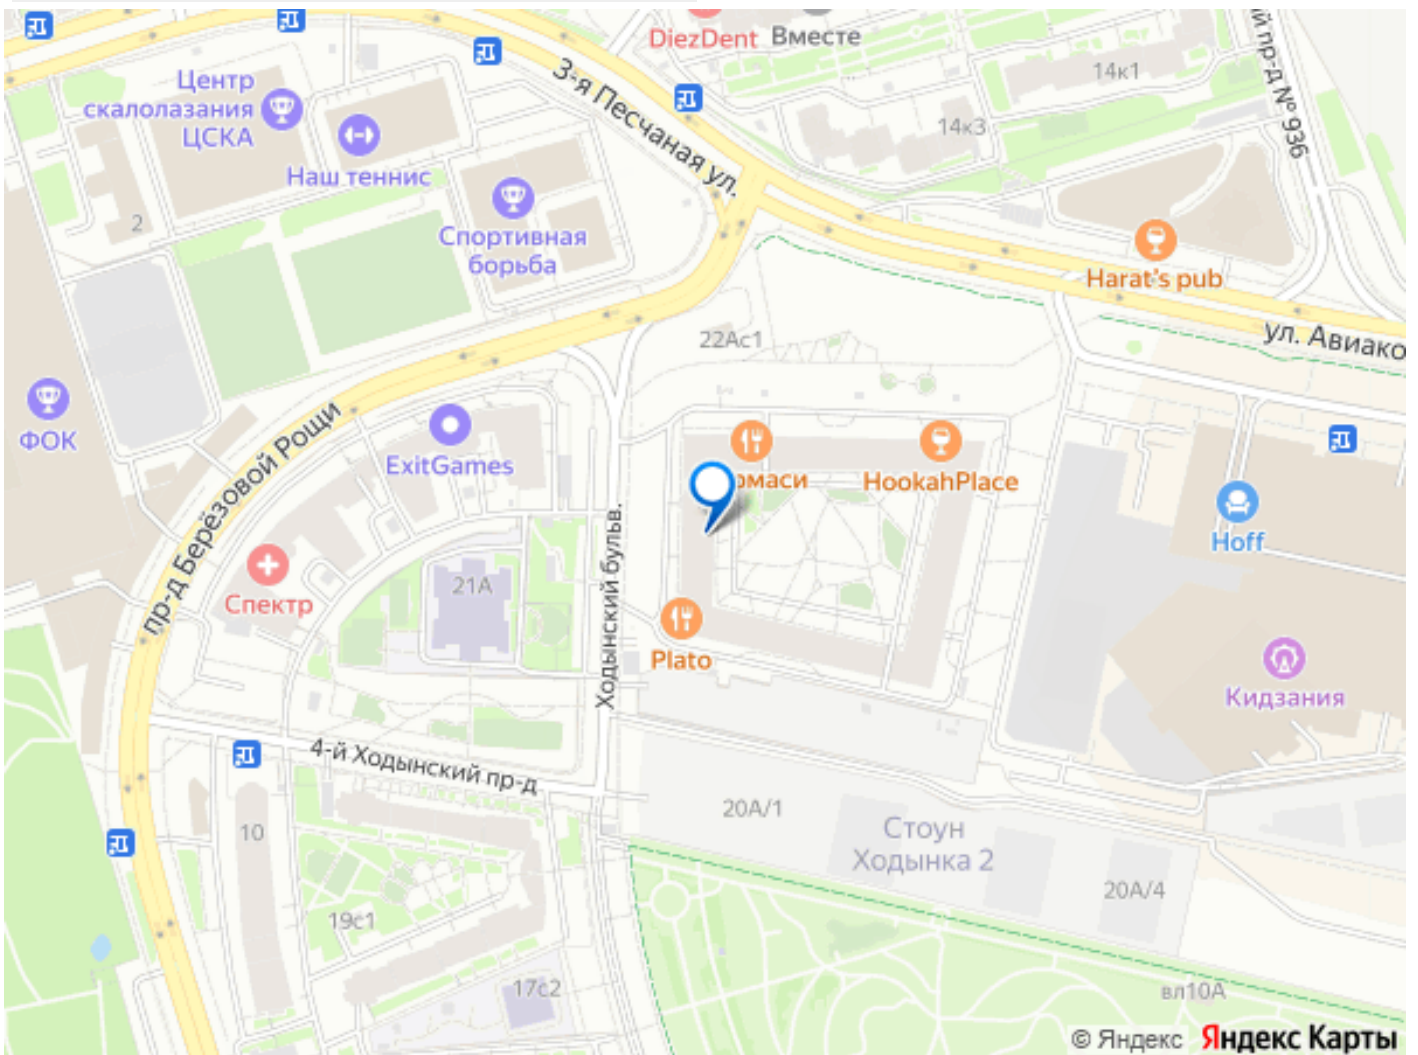 DiezDent
Вместе
й пр-д № 936
Центр
скалолазания
ЦСКА
3-я Песчаная ул.
14к1
14к3
Наш теннис
2
Спортивная
борьба
Harat's pub
22Ас1
ул. Авиако
ФОК
пр-д Берёзовой Рощи
ExitGames
омаси
HookahPlace
Ходынский бульв.
Hoff
21А
Спектр
Plato
Кидзания
4-й Ходынский пр-д
20А/1
Стоун
Ходынка 2
10
20А/4
19с1
17с2
вл10А
© Яндекс Яндекс Карты